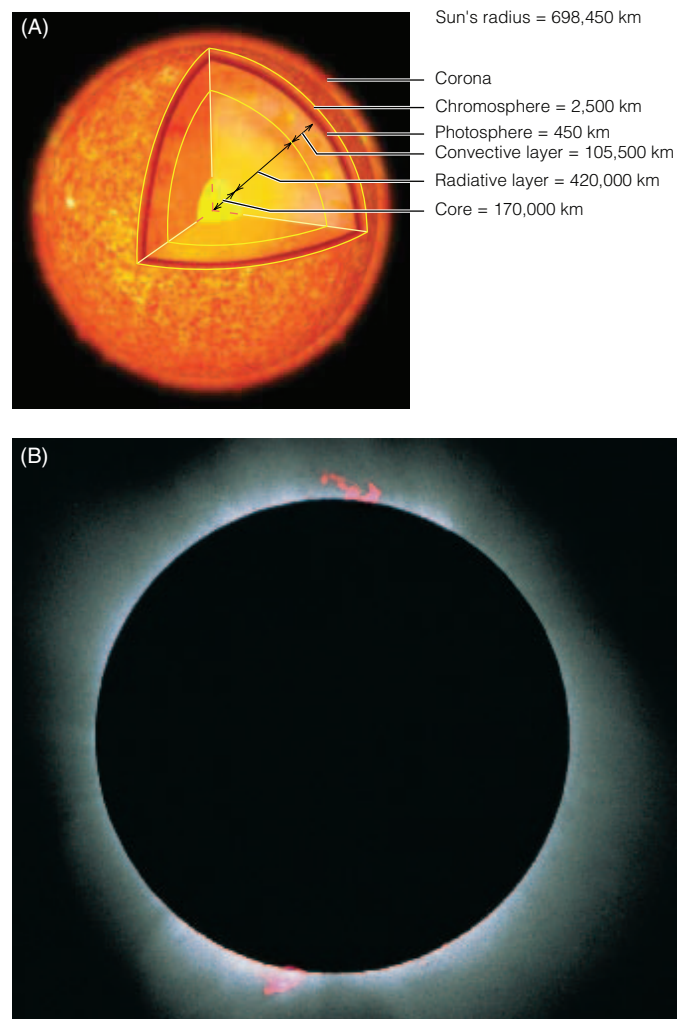 (A)
Sun's radius = 698,450 km
Corona
Chromosphere = 2,500 km
Photosphere = 450 km
Convective layer = 105,500 km
Radiative layer = 420,000 km
Core = 170,000 km
(B)